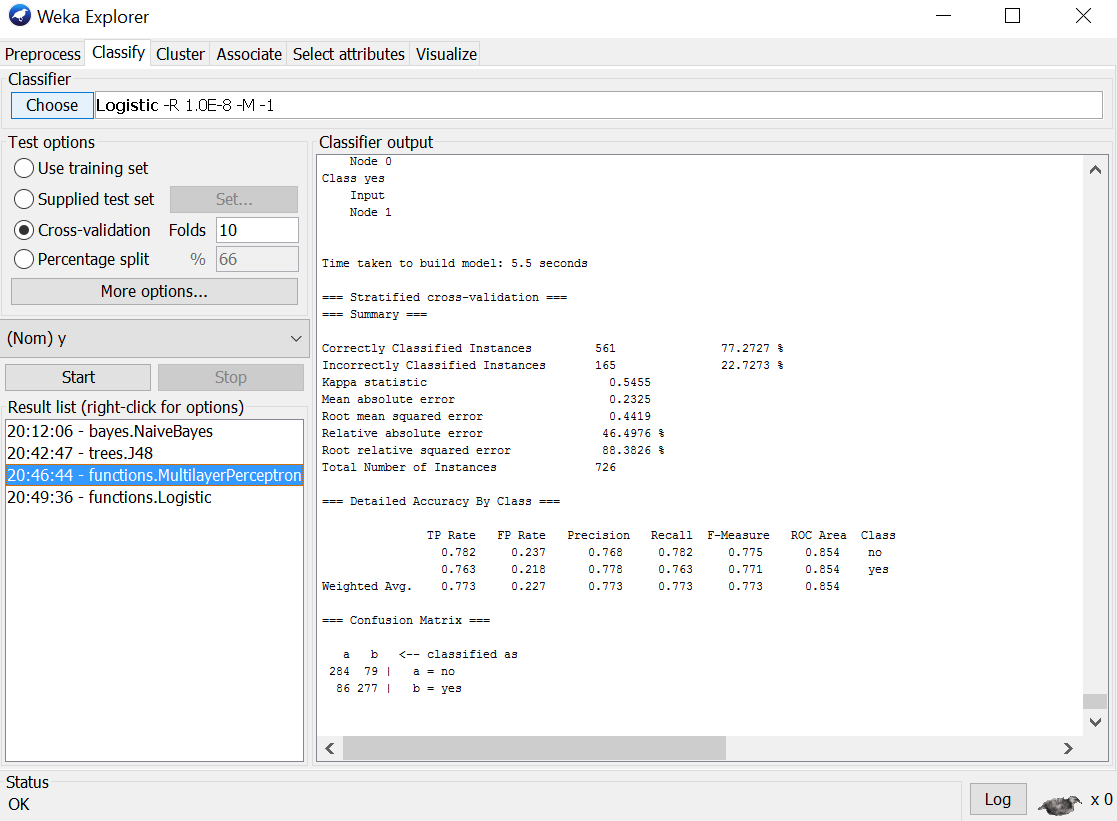 Weka Explorer
Preprocess Classify Cluster Associate Select attributes Visualize
Classifier
Choose Logistic -R 1.0E-8 -M -1
Test options
Use training set
Supplied test set Set...
Cross-validation Folds 10
Percentage split % 66
More options...
(Nom) y
Start Stop
Result list (right-click for options)
20:12:06 - bayes.NaiveBayes
20:42:47 - trees.J48
20:46:44 - functions.MultilayerPerceptron
20:49:36 - functions.Logistic
Classifier output
Node 0
Class yes
Input
Node 1
Time taken to build model: 5.5 seconds
=== Stratified cross-validation ===
=== Summary ===
Correctly Classified Instances 561 77.2727 %
Incorrectly Classified Instances 165 22.7273 %
Kappa statistic 0.5455
Mean absolute error 0.2325
Root mean squared error 0.4419
Relative absolute error 46.4976 %
Root relative squared error 88.3826 %
Total Number of Instances 726
=== Detailed Accuracy By Class ===
TP Rate FP Rate Precision Recall F-Measure ROC Area Class
0.782 0.237 0.768 0.782 0.775 0.854 no
0.763 0.218 0.778 0.763 0.771 0.854 yes
Weighted Avg. 0.773 0.227 0.773 0.773 0.773 0.854
=== Confusion Matrix ===
a b <-- classified as
284 79 | a = no
86 277 | b = yes
Status
OK
Log x 0